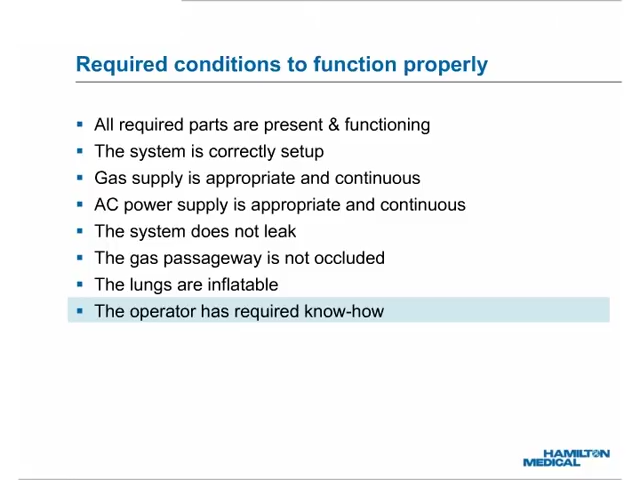 Required conditions to function properly
All required parts are present & functioning
The system is correctly setup
Gas supply is appropriate and continuous
AC power supply is appropriate and continuous
The system does not leak
The gas passageway is not occluded
The lungs are inflatable
The operator has required know-how
HAMILTON
MEDICAL